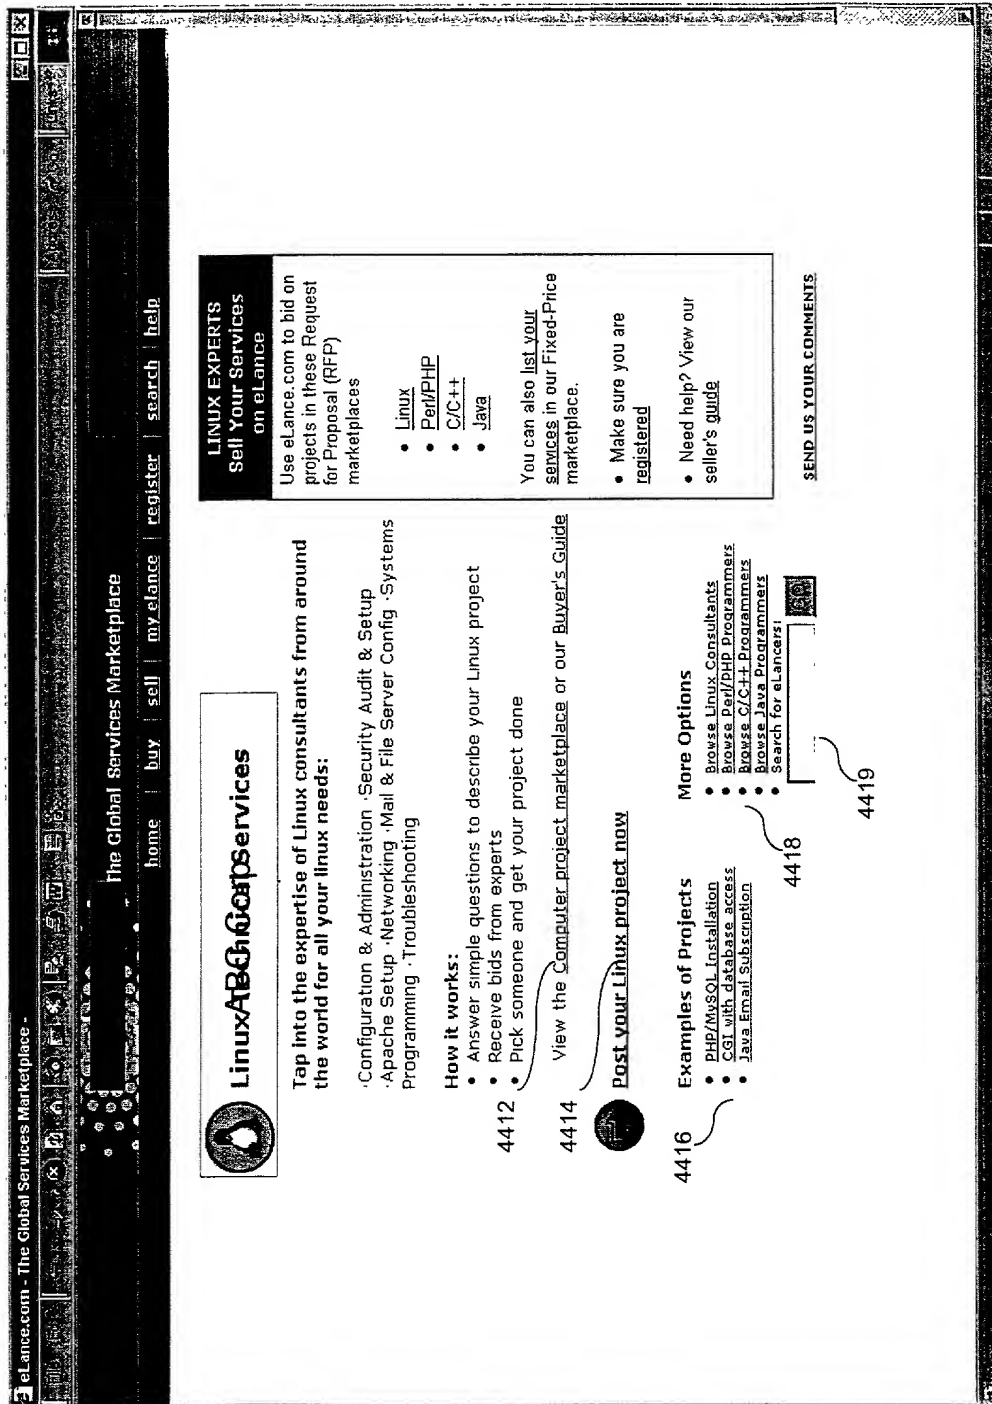 eLance.com - The Global Services Marketplace -
The Global Services Marketplace
home | buy | sell | my elance | register | search | help
Tap into the expertise of Linux consultants from around
the world for all your linux needs:
·Configuration & Administration ·Security Audit & Setup
·Apache Setup ·Networking ·Mail & File Server Config ·Systems
Programming ·Troubleshooting
How it works:
• Answer simple questions to describe your Linux project
• Receive bids from experts
• Pick someone and get your project done
4412
View the Computer project marketplace or our Buyer's Guide
4414
Post your Linux project now
4416
Examples of Projects
• PHP/MySQL Installation
• CGI with database access
• Java Email Subscription
More Options
• Browse Linux Consultants
• Browse Perl/PHP Programmers
• Browse C/C++ Programmers
• Browse Java Programmers
• Search for eLancers:
GO!
4418
4419
LINUX EXPERTS
Sell Your Services
on eLance
Use eLance.com to bid on
projects in these Request
for Proposal (RFP)
marketplaces
• Linux
• Perl/PHP
• C/C++
• Java
You can also list your
services in our Fixed-Price
marketplace.
• Make sure you are
registered
• Need help? View our
seller's guide
SEND US YOUR COMMENTS